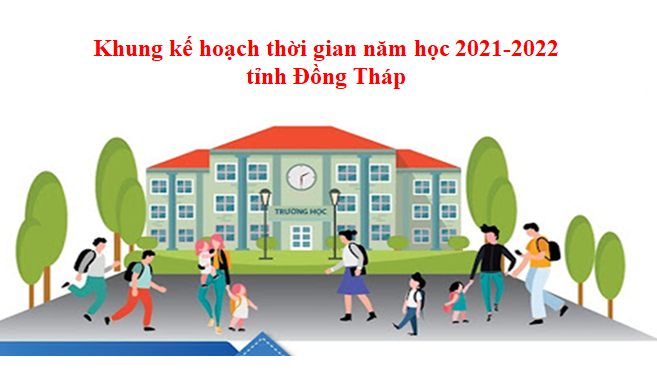 Khung kế hoạch thời gian năm học 2021-2022
tỉnh Đồng Tháp
TRƯỜNG HỌC